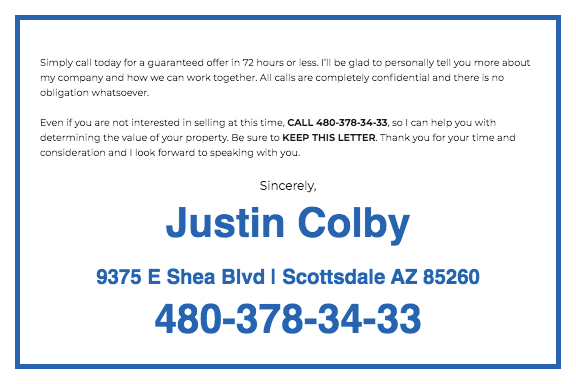 Simply call today for a guaranteed offer in 72 hours or less. I'll be glad to personally tell you more about
my company and how we can work together. All calls are completely confidential and there is no
obligation whatsoever.
Even if you are not interested in selling at this time, CALL 480-378-34-33, so I can help you with
determining the value of your property. Be sure to KEEP THIS LETTER. Thank you for your time and
consideration and I look forward to speaking with you.
Sincerely,
Justin Colby
9375 E Shea Blvd | Scottsdale AZ 85260
480-378-34-33